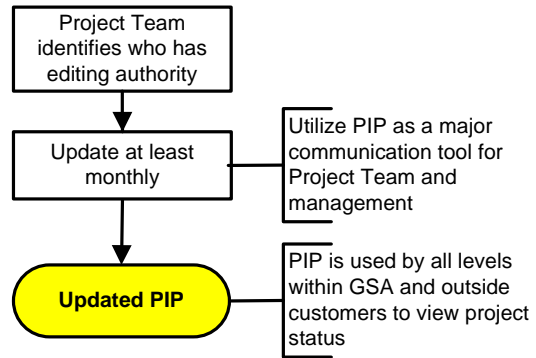 Project Team
identifies who has
editing authority
Update at least
monthly
Utilize PIP as a major
communication tool for
Project Team and
management
Updated PIP
PIP is used by all levels
within GSA and outside
customers to view project
status